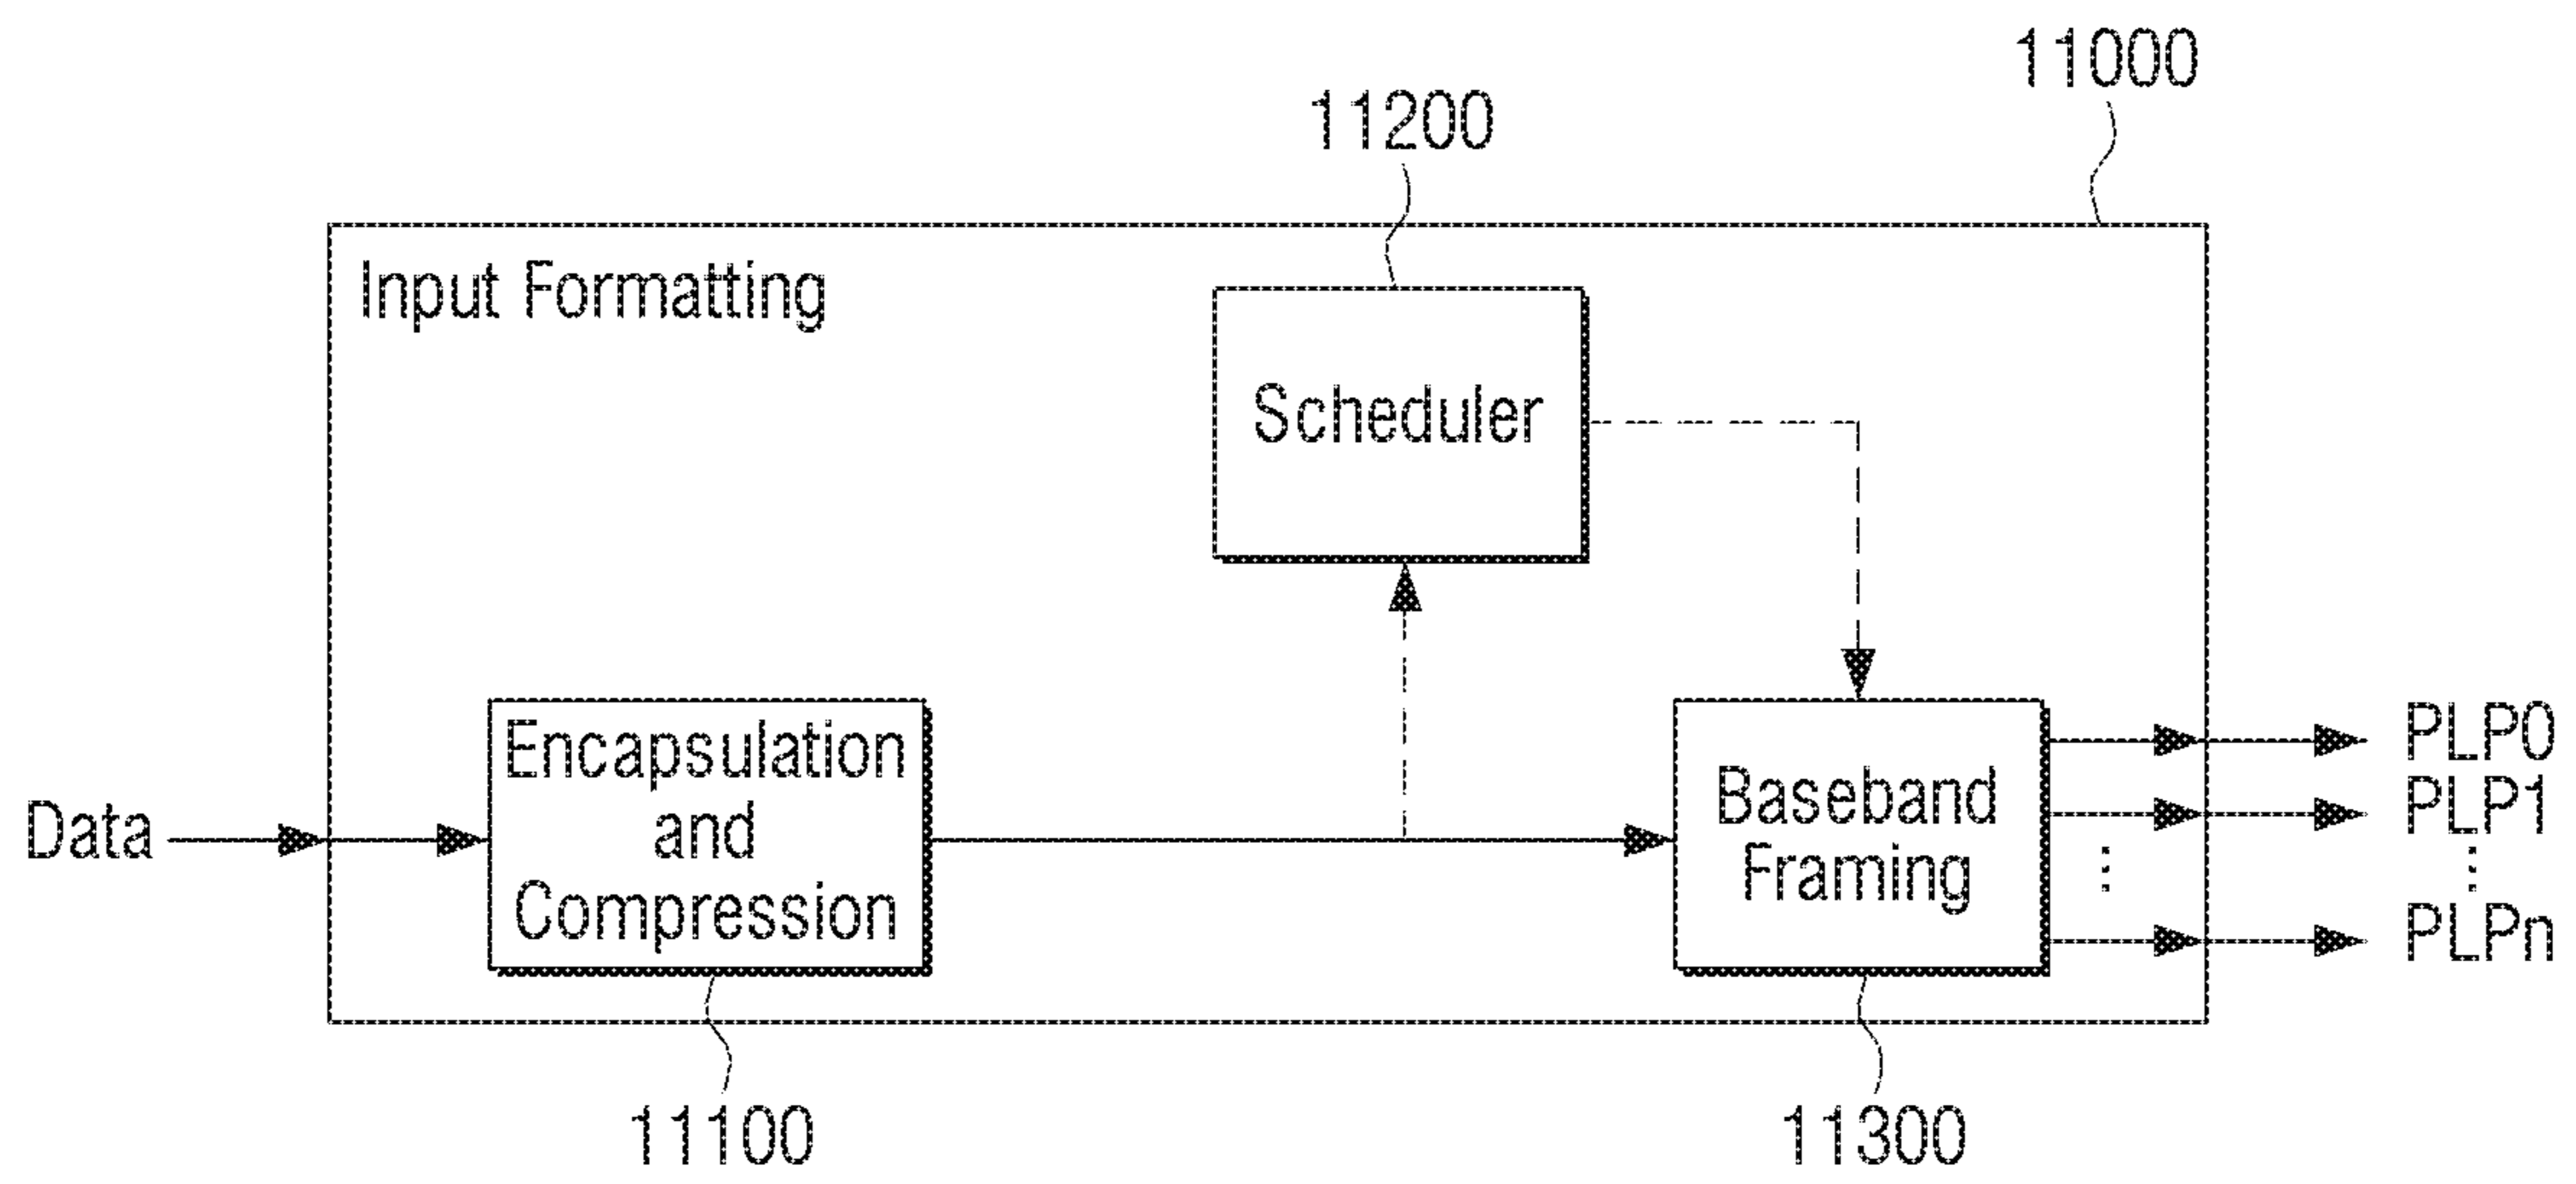 11000
11200
Input Formatting
Scheduler
Encapsulation
and
Compression
Data
Baseband
Framing
PLP0
PLP1
⋮
⋮
PLPn
11100
11300